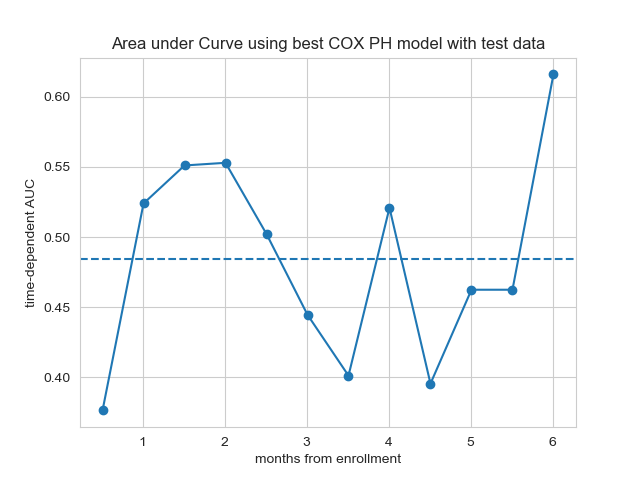 Area under Curve using best COX PH model with test data
0.60
0.55
0.50
0.45
0.40
time-dependent AUC
1 2 3 4 5 6
months from enrollment